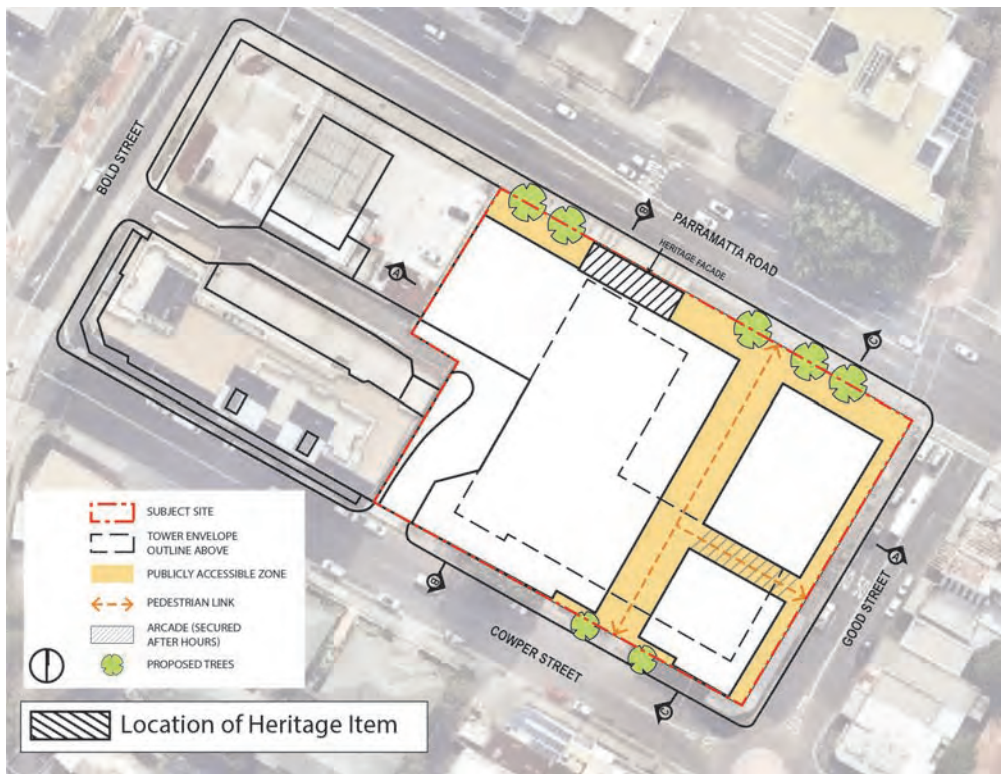 BOLD STREET
B
PARRAMATTA ROAD
HERITAGE FACADE
A
C
SUBJECT SITE
TOWER ENVELOPE
OUTLINE ABOVE
PUBLICLY ACCESSIBLE ZONE
PEDESTRIAN LINK
ARCADE (SECURED
AFTER HOURS)
PROPOSED TREES
B
COWPER STREET
C
A
GOOD STREET
Location of Heritage Item